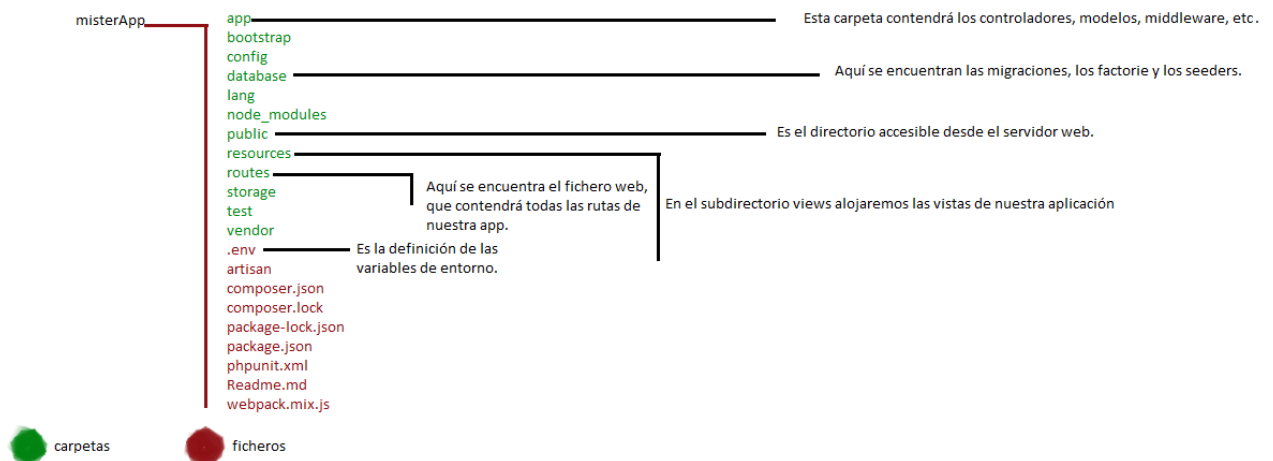 misterApp
app
Esta carpeta contendrá los controladores, modelos, middleware, etc.
bootstrap
config
database
Aquí se encuentran las migraciones, los factorie y los seeders.
lang
node_modules
public
Es el directorio accesible desde el servidor web.
resources
En el subdirectorio views alojaremos las vistas de nuestra aplicación
routes
Aquí se encuentra el fichero web,
que contendrá todas las rutas de
nuestra app.
storage
test
vendor
.env
Es la definición de las
variables de entorno.
artisan
composer.json
composer.lock
package-lock.json
package.json
phpunit.xml
Readme.md
webpack.mix.js
carpetas
ficheros